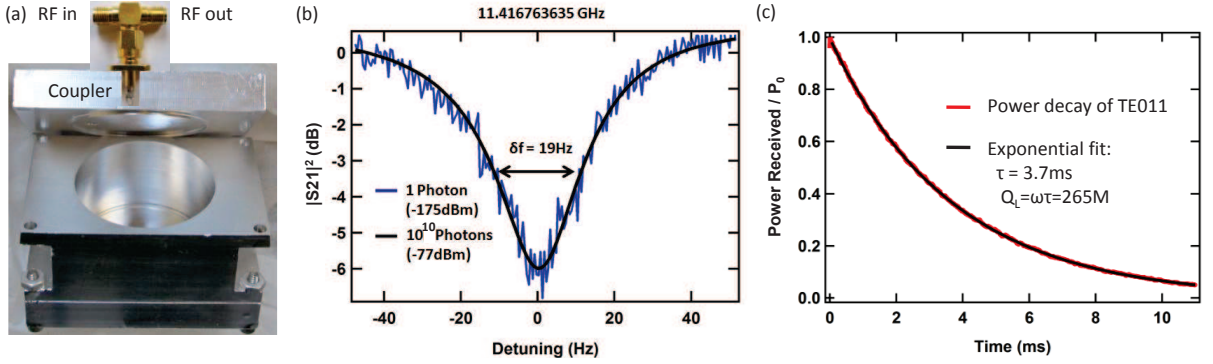 (a) RF in
RF out
Coupler
(b)
11.416763635 GHz
|S21|² (dB)
0
-1
-2
-3
-4
-5
-6
δf = 19Hz
1 Photon
(-175dBm)
10¹⁰ Photons
(-77dBm)
-40 -20 0 20 40
Detuning (Hz)
(c)
Power Received / P₀
1.0
0.8
0.6
0.4
0.2
0.0
Power decay of TE011
Exponential fit:
τ = 3.7ms
Q_L=ωτ=265M
0 2 4 6 8 10
Time (ms)